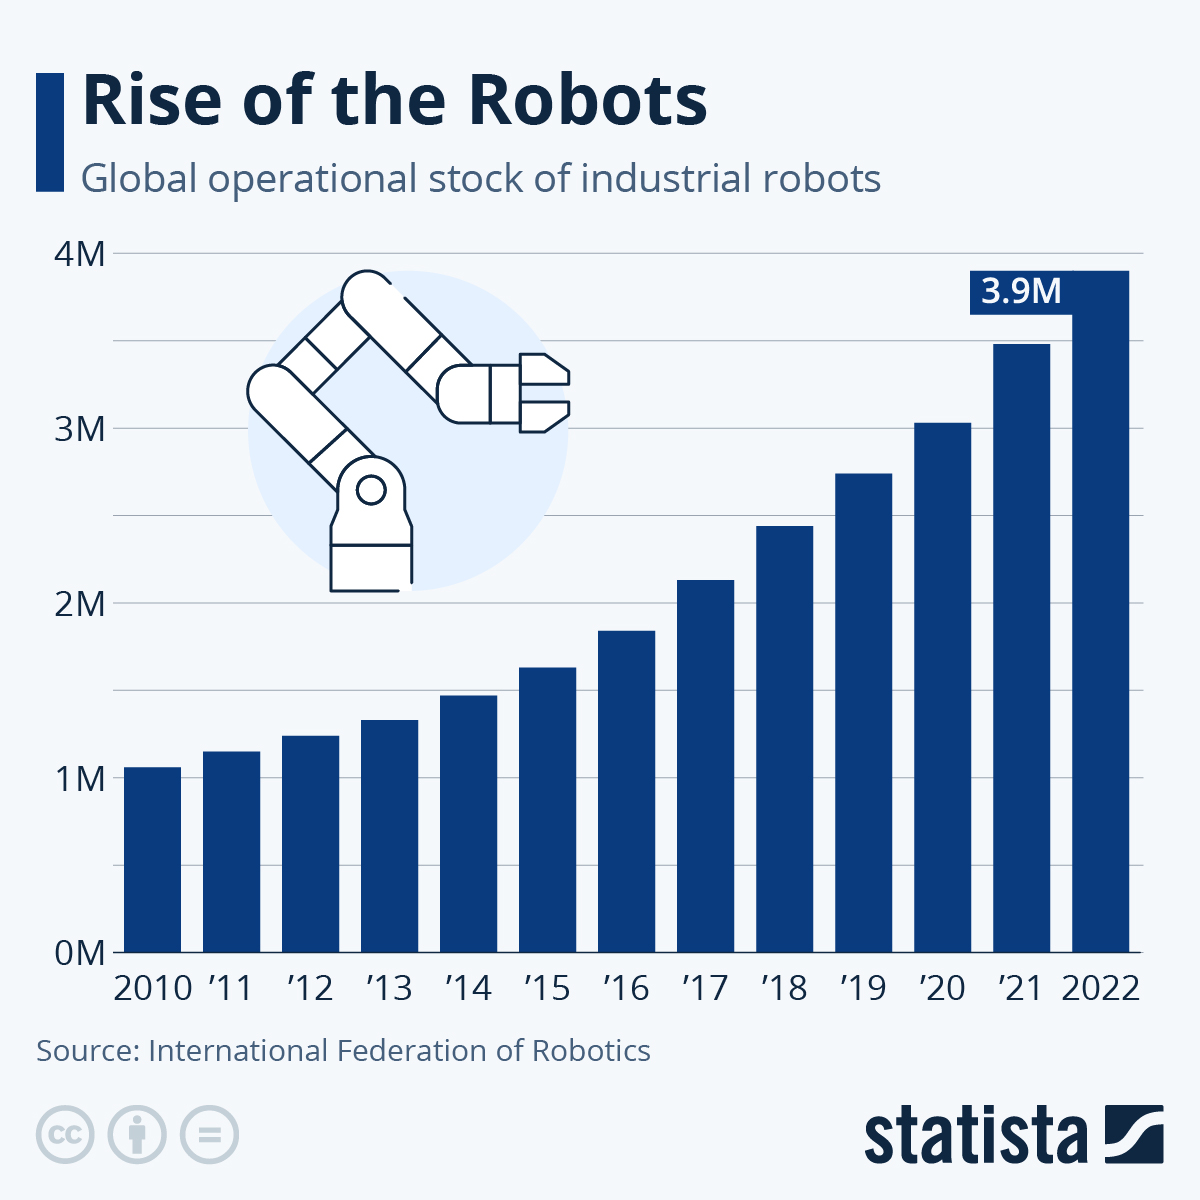 Rise of the Robots
Global operational stock of industrial robots
4M
3.9M
3M
2M
1M
0M
2010 ’11 ’12 ’13 ’14 ’15 ’16 ’17 ’18 ’19 ’20 ’21 2022
Source: International Federation of Robotics
cc
statista